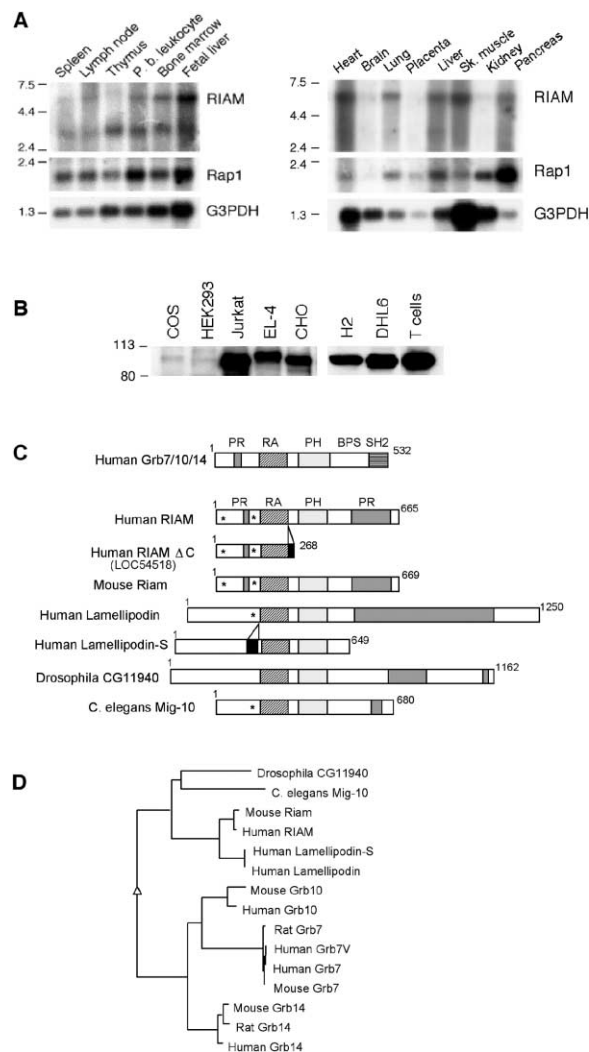 A
Spleen
Lymph node
Thymus
P. b. leukocyte
Bone marrow
Fetal liver
7.5
4.4
2.4
RIAM
2.4
Rap1
1.3
G3PDH
Heart
Brain
Lung
Placenta
Liver
Sk. muscle
Kidney
Pancreas
7.5
4.4
2.4
RIAM
2.4
Rap1
1.3
G3PDH
B
COS
HEK293
Jurkat
EL-4
CHO
H2
DHL6
T cells
113
80
C
PR RA PH BPS SH2
1
Human Grb7/10/14
532
PR RA PH PR
1
Human RIAM
* *
665
1
Human RIAM ΔC
(LOC54518)
* *
268
1
Mouse Riam
* *
669
1
Human Lamellipodin
*
1250
1
Human Lamellipodin-S
649
1
Drosophila CG11940
1162
1
C. elegans Mig-10
*
680
D
Drosophila CG11940
C. elegans Mig-10
Mouse Riam
Human RIAM
Human Lamellipodin-S
Human Lamellipodin
Mouse Grb10
Human Grb10
Rat Grb7
Human Grb7V
Human Grb7
Mouse Grb7
Mouse Grb14
Rat Grb14
Human Grb14